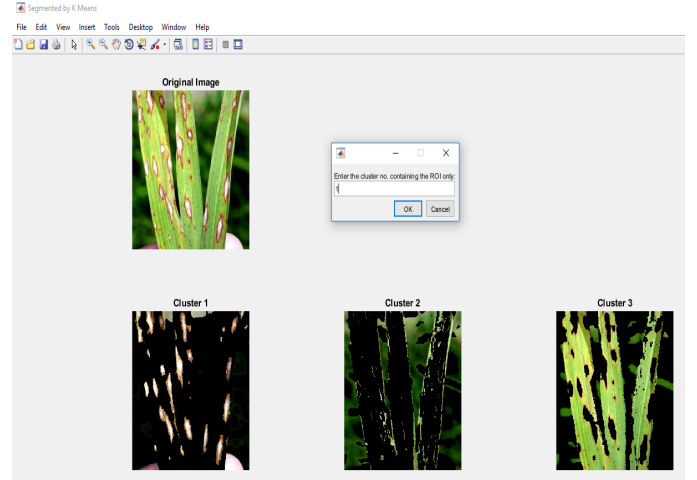 Segmented by K Means
File Edit View Insert Tools Desktop Window Help
Original Image
Enter the cluster no. containing the ROI only:
1
OK Cancel
Cluster 1 Cluster 2 Cluster 3